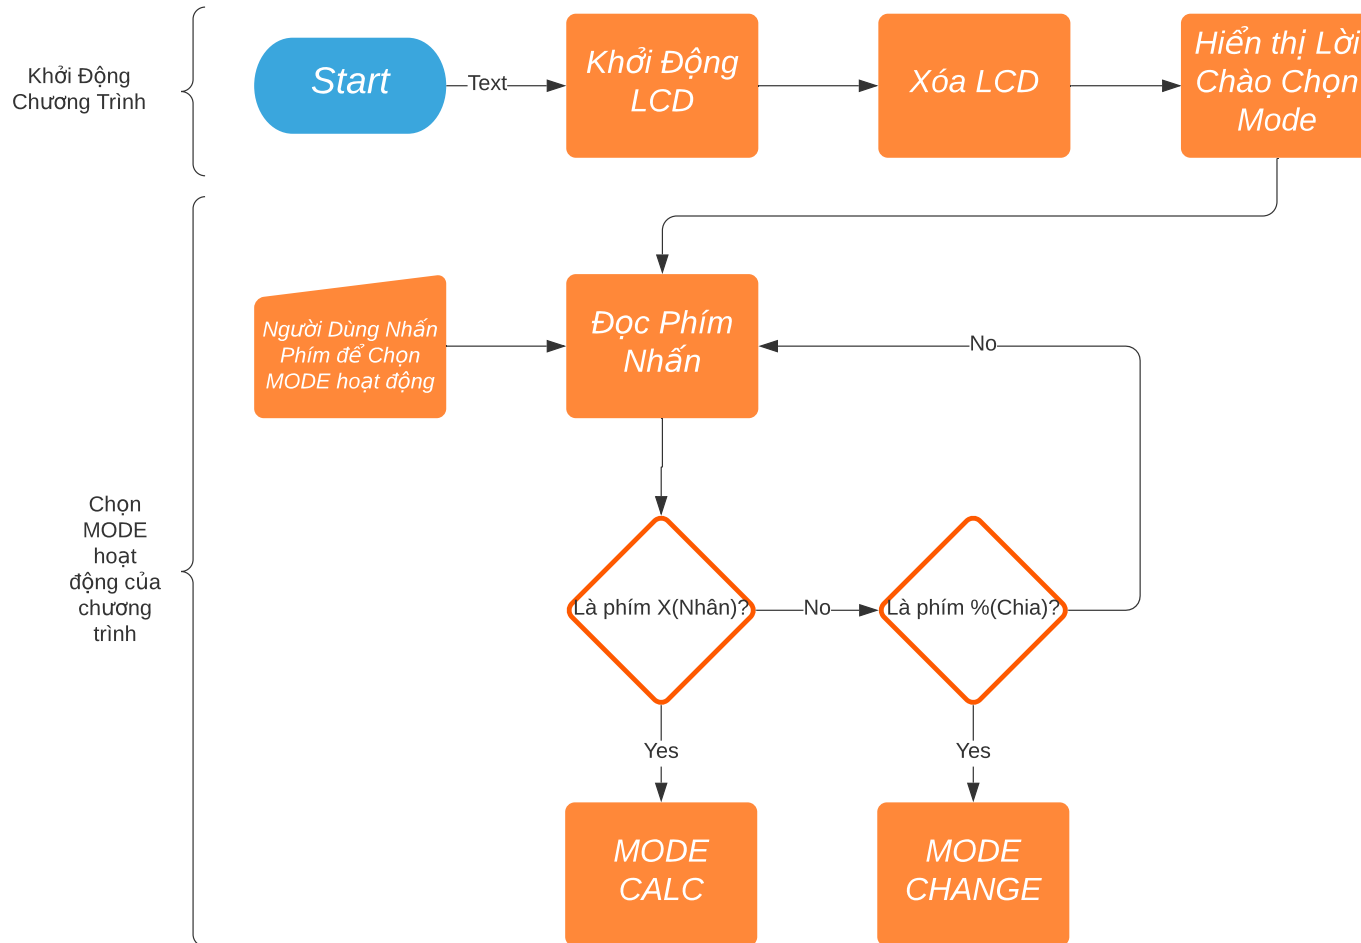 Khởi Động
Chương Trình
Start
Text
Khởi Động
LCD
Xóa LCD
Hiển thị Lời
Chào Chọn
Mode
Người Dùng Nhấn
Phím để Chọn
MODE hoạt động
Đọc Phím
Nhấn
No
Chọn
MODE
hoạt
động của
chương
trình
Là phím X(Nhân)?
No
Là phím %(Chia)?
Yes
Yes
MODE
CALC
MODE
CHANGE